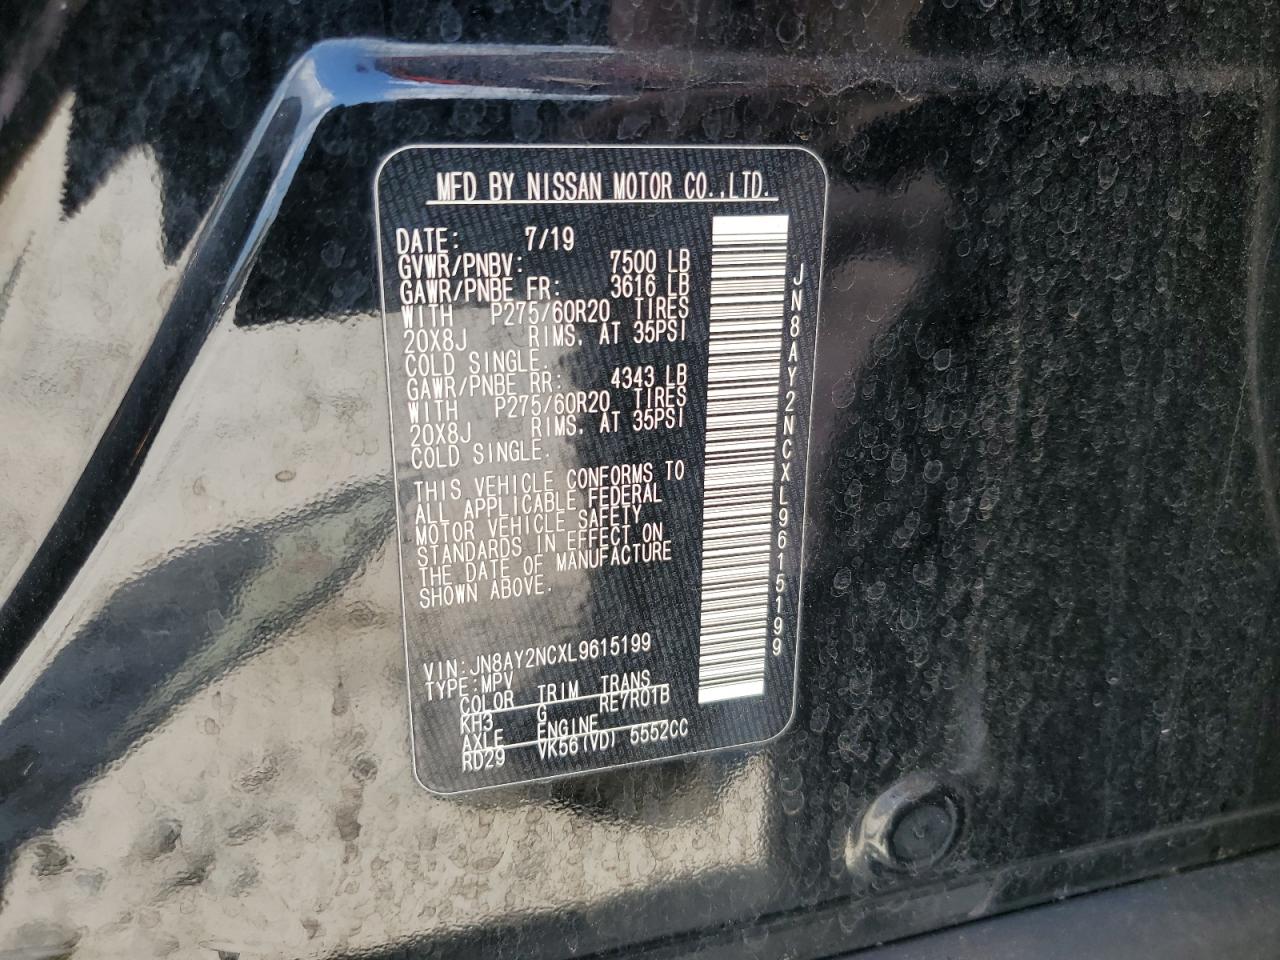 MFD BY NISSAN MOTOR CO.,LTD.
DATE: 7/19
GVWR/PNBV: 7500 LB
GAWR/PNBE FR: 3616 LB
WITH P275/60R20 TIRES
20X8J RIMS, AT 35PSI
COLD SINGLE.
GAWR/PNBE RR: 4343 LB
WITH P275/60R20 TIRES
20X8J RIMS, AT 35PSI
COLD SINGLE.
THIS VEHICLE CONFORMS TO
ALL APPLICABLE FEDERAL
MOTOR VEHICLE SAFETY
STANDARDS IN EFFECT ON
THE DATE OF MANUFACTURE
SHOWN ABOVE.
VIN:JN8AY2NCXL9615199
TYPE:MPV
COLOR TRIM TRANS
KH3 G RE7R01B
AXLE ENGINE
RD29 VK56(VD) 5552CC
JN8AY2NCXL9615199